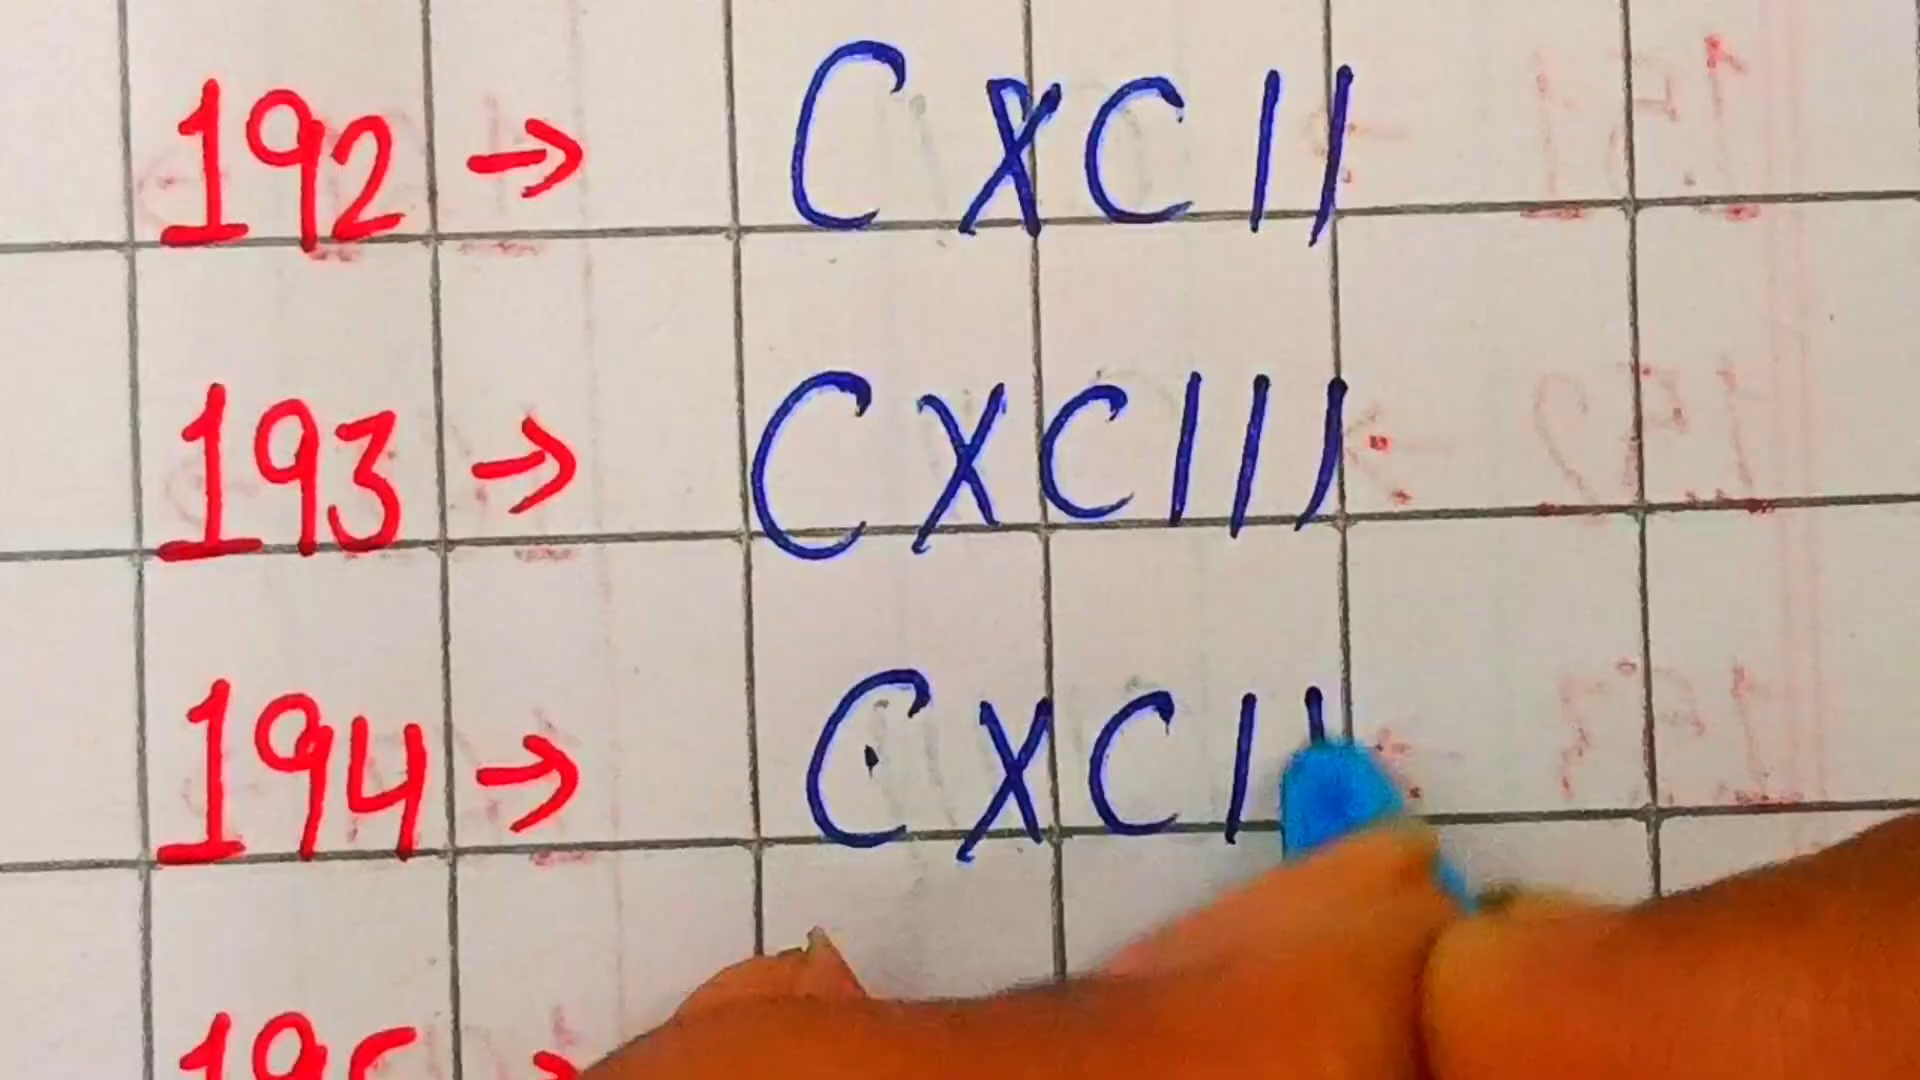 192 → CXCII
193 → CXCIII
194 → CXCI